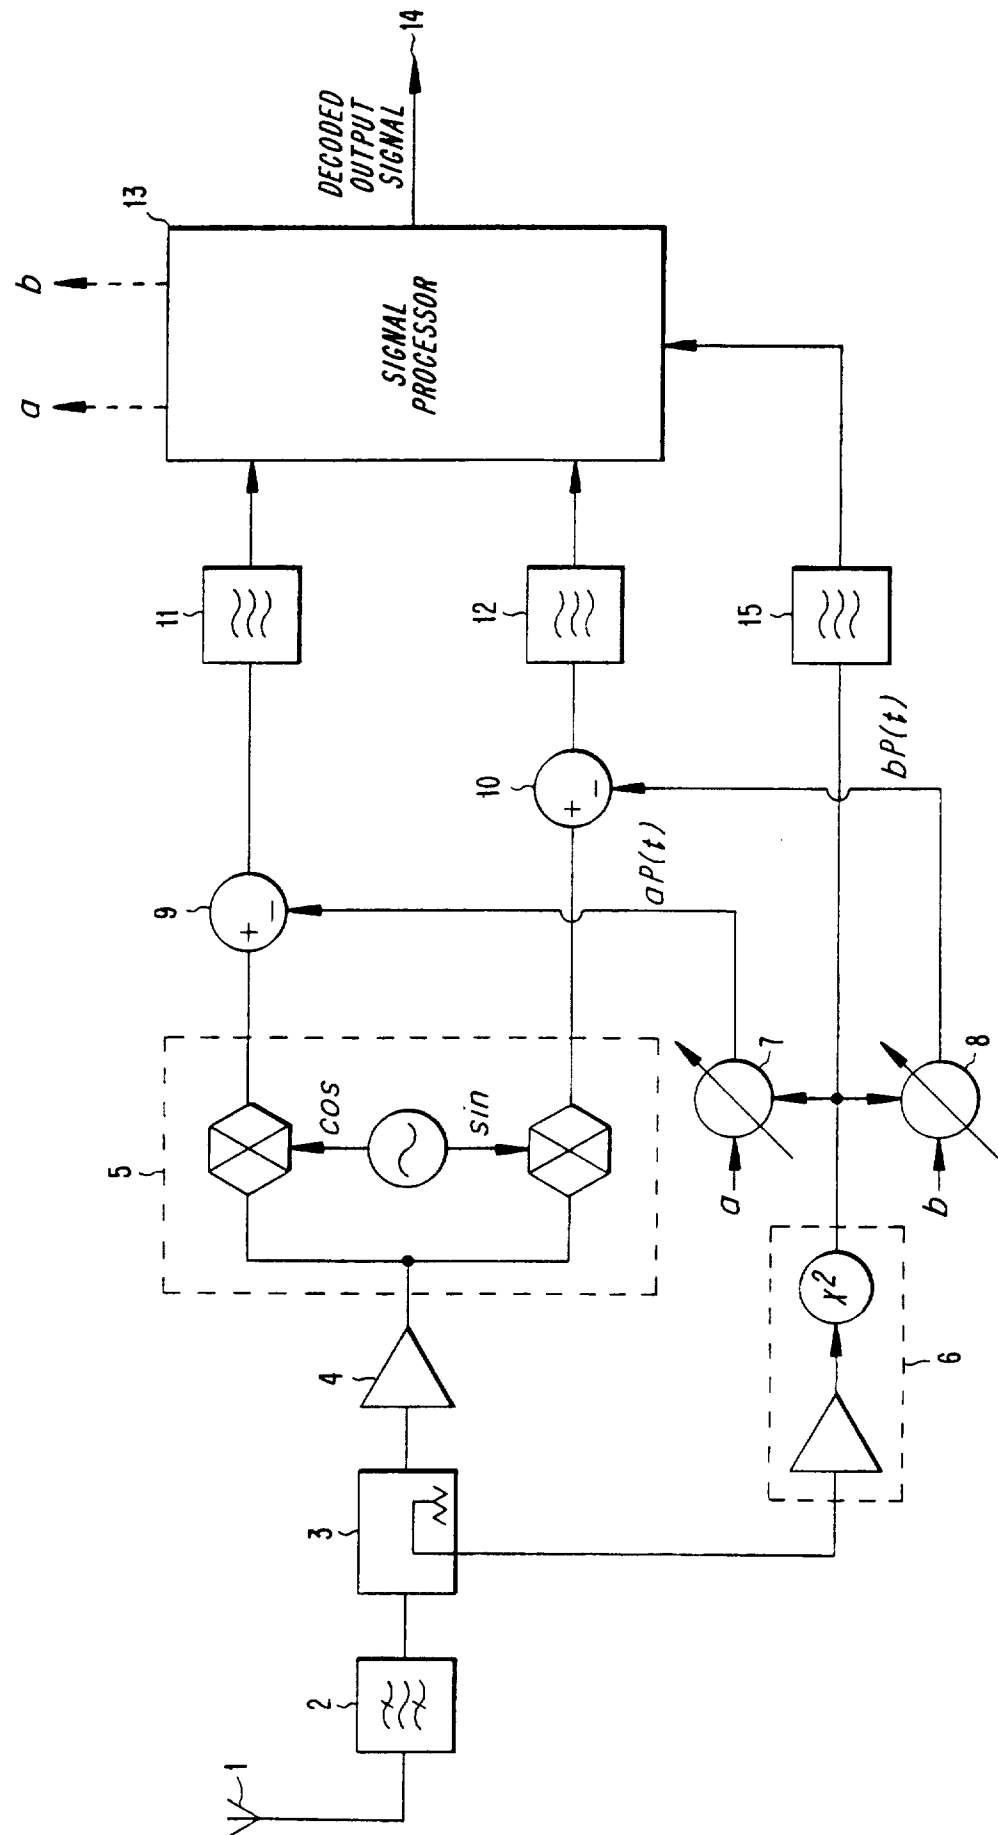 1
2
3
4
5
cos
sin
6
x²
a
7
b
8
9
+
−
10
+
−
aP(t)
bP(t)
11
12
15
13
SIGNAL
PROCESSOR
a
b
DECODED
OUTPUT
SIGNAL
14